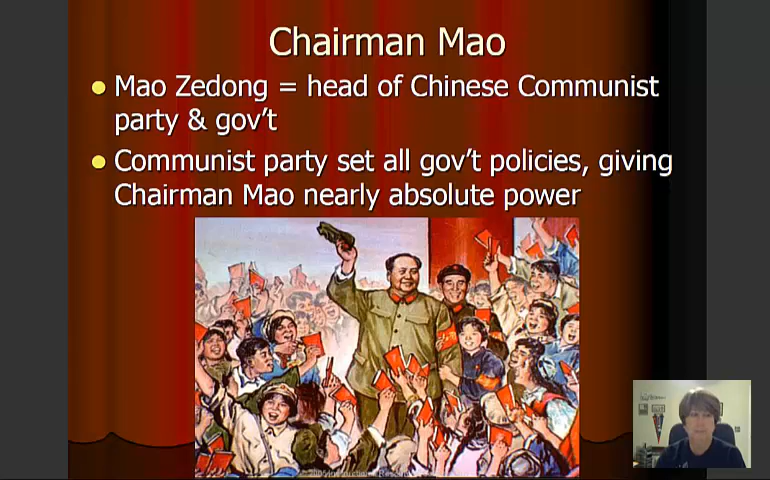 Chairman Mao
Mao Zedong = head of Chinese Communist
party & gov't
Communist party set all gov't policies, giving
Chairman Mao nearly absolute power